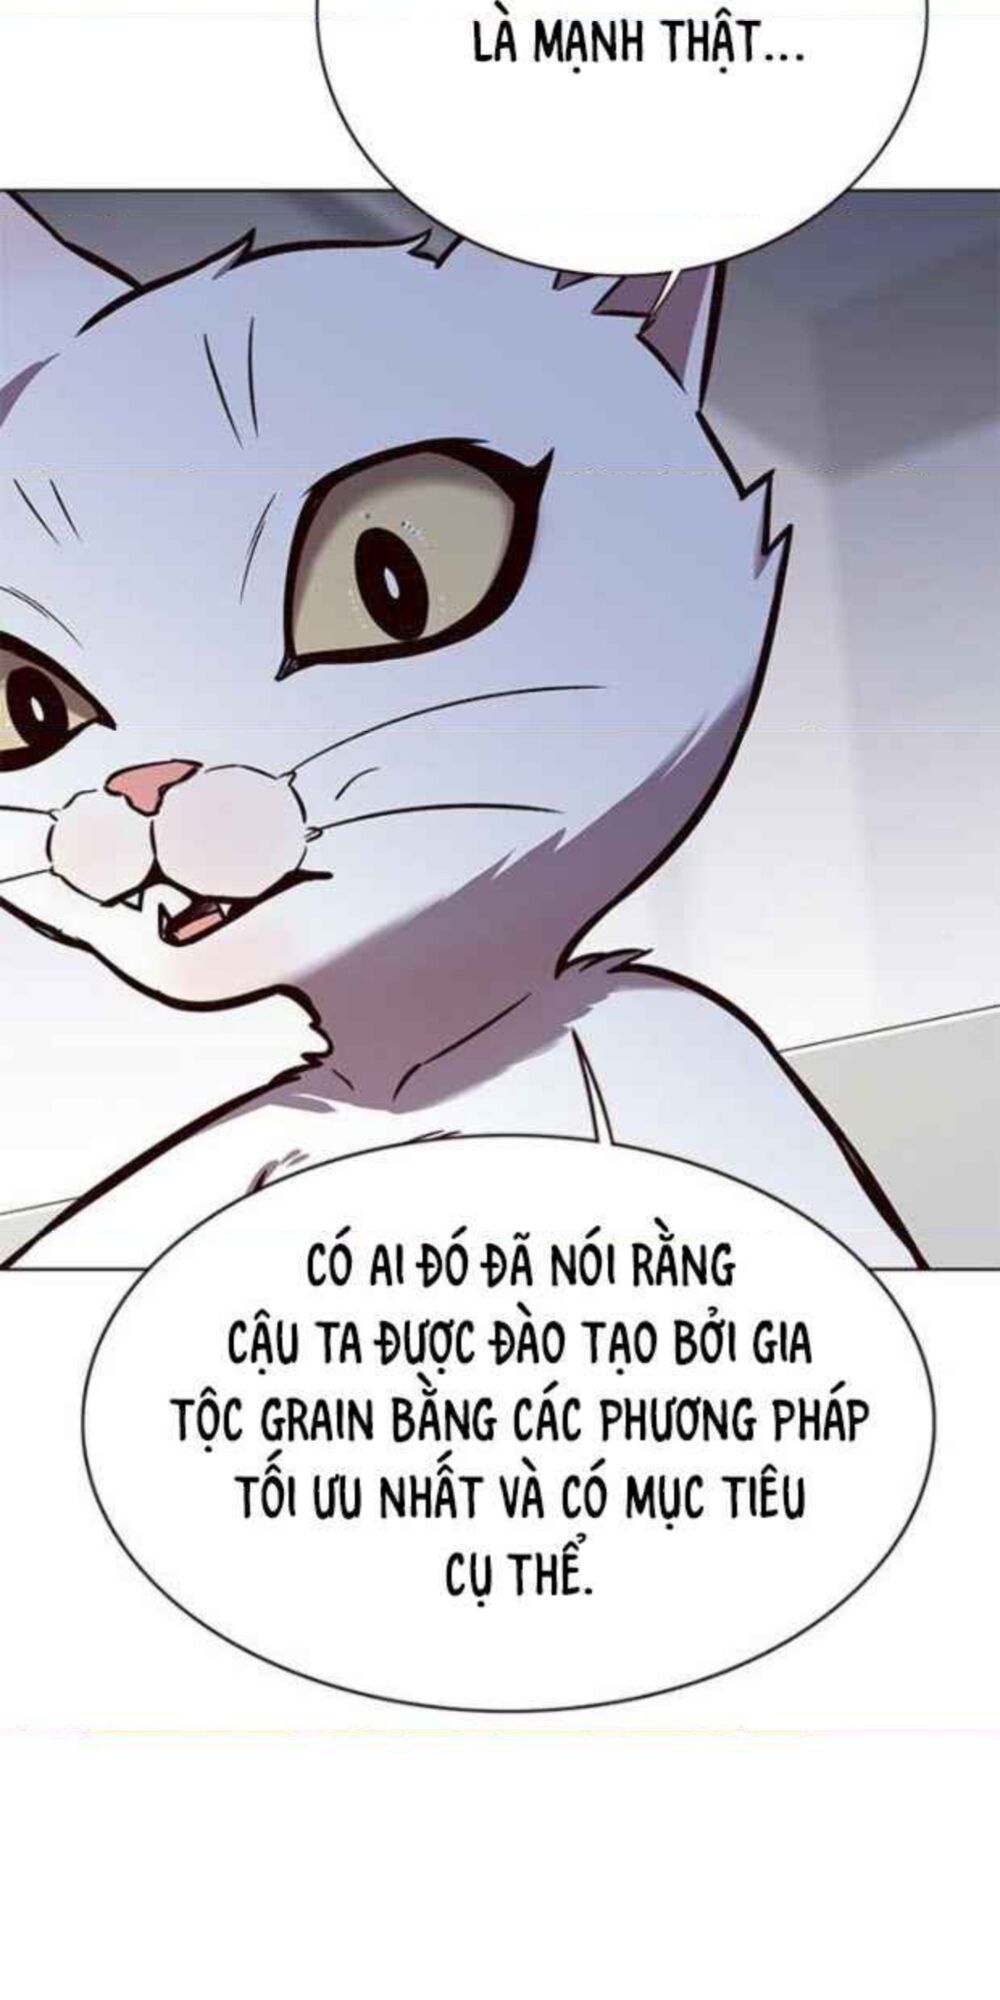 LÀ MẠNH THẬT...
CÓ AI ĐÓ ĐÃ NÓI RẰNG
CẬU TA ĐƯỢC ĐÀO TẠO BỞI GIA
TỘC GRAIN BẰNG CÁC PHƯƠNG PHÁP
TỐI ƯU NHẤT VÀ CÓ MỤC TIÊU
CỤ THỂ.